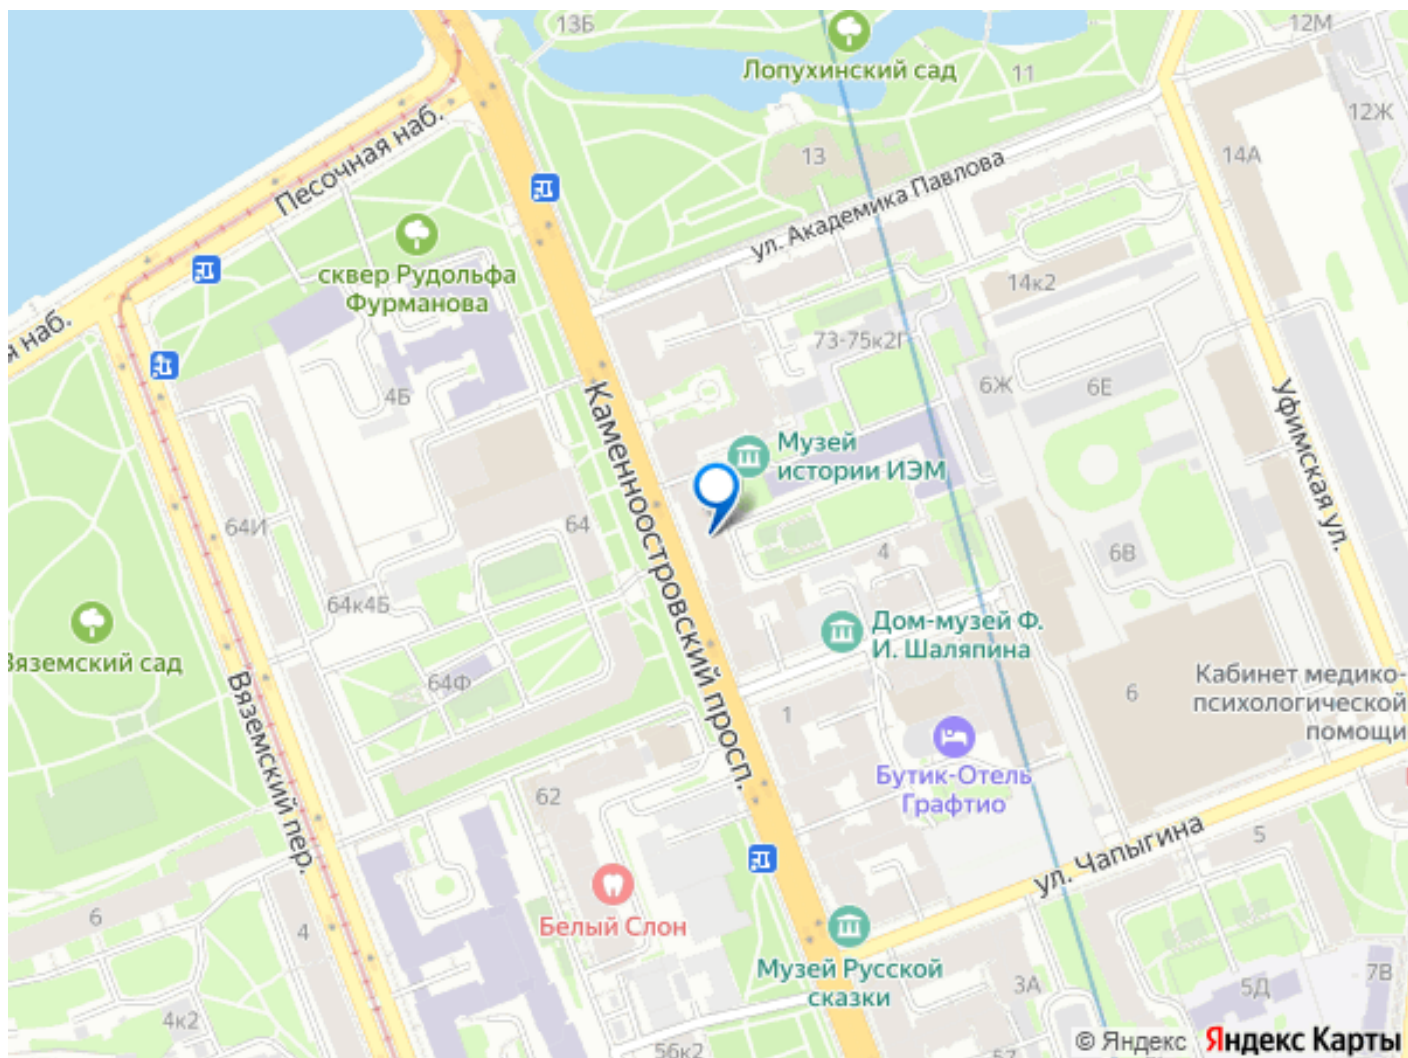 13Б
12М
Лопухинский сад
11
12Ж
Песочная наб.
13
14А
ул. Академика Павлова
сквер Рудольфа
Фурманова
14к2
я наб.
73-75к2Г
6Ж
6Е
4Б
Каменноостровский просп.
Уфимская ул.
Музей
истории ИЭМ
64И
64
4
6В
64к4Б
Дом-музей Ф.
И. Шаляпина
Вяземский сад
64Ф
Кабинет медико-
психологической
помощи
6
1
Вяземский пер.
Бутик-Отель
Графтио
62
ул. Чапыгина
5
6
4
Белый Слон
Музей Русской
сказки
3А
5Д
7В
4к2
56к2
57
© Яндекс Яндекс Карты